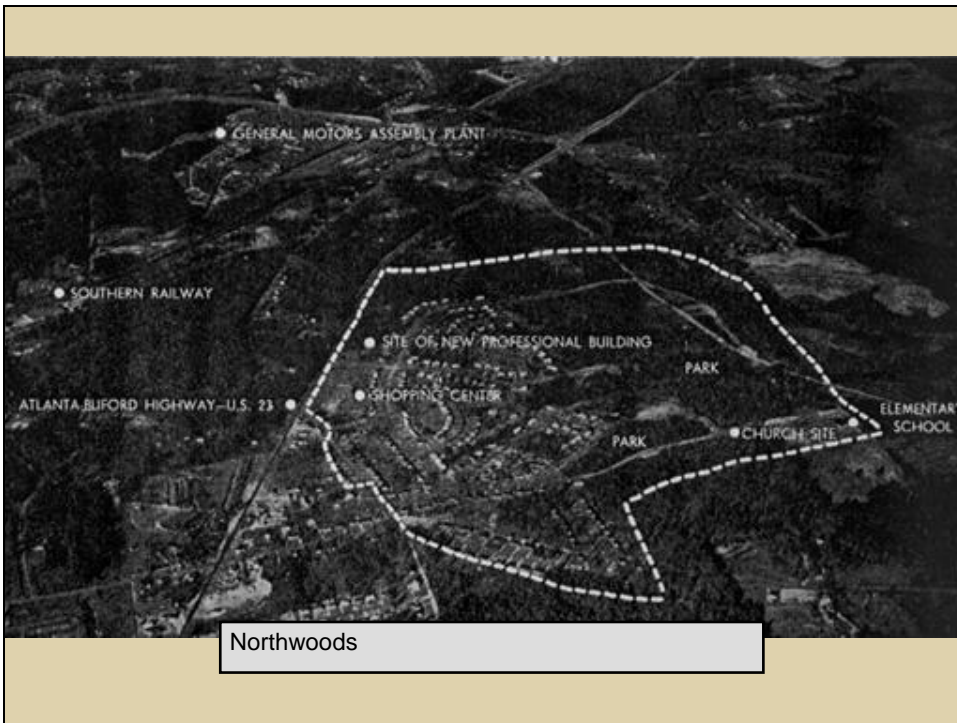 GENERAL MOTORS ASSEMBLY PLANT
SOUTHERN RAILWAY
SITE OF NEW PROFESSIONAL BUILDING
PARK
SHOPPING CENTER
ATLANTA-BUFORD HIGHWAY—U.S. 23
ELEMENTARY
SCHOOL
CHURCH SITE
PARK
Northwoods